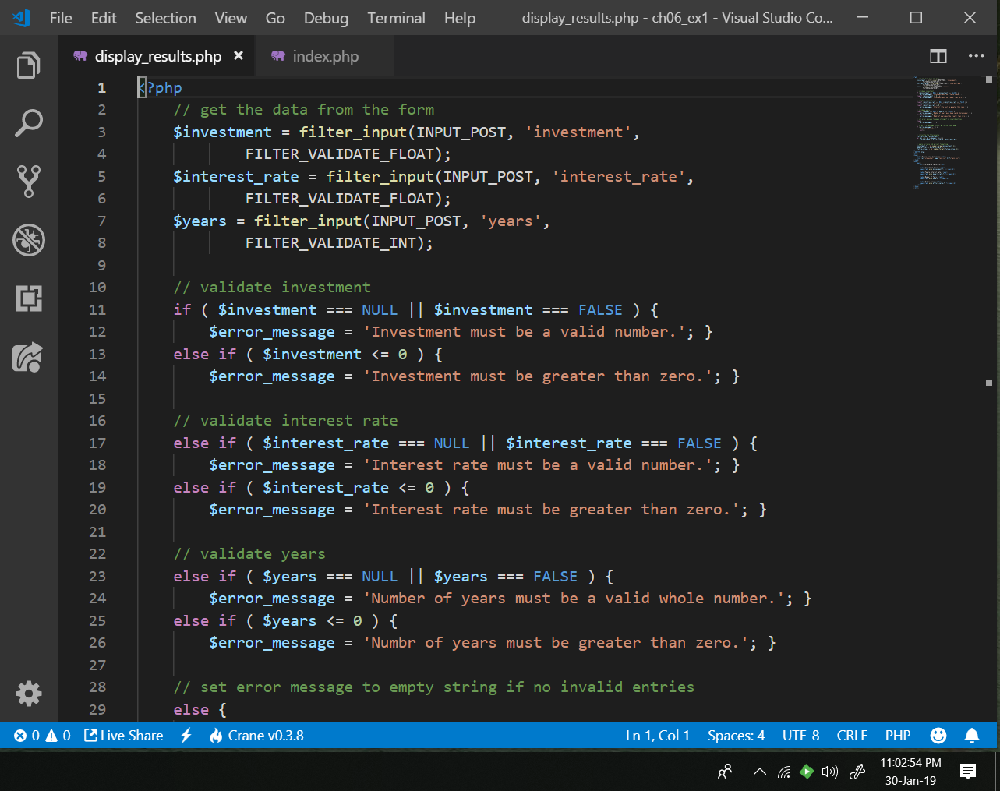 File Edit Selection View Go Debug Terminal Help display_results.php - ch06_ex1 - Visual Studio Co...
display_results.php × index.php
1 <?php
2 // get the data from the form
3 $investment = filter_input(INPUT_POST, 'investment',
4 FILTER_VALIDATE_FLOAT);
5 $interest_rate = filter_input(INPUT_POST, 'interest_rate',
6 FILTER_VALIDATE_FLOAT);
7 $years = filter_input(INPUT_POST, 'years',
8 FILTER_VALIDATE_INT);
9
10 // validate investment
11 if ( $investment === NULL || $investment === FALSE ) {
12 $error_message = 'Investment must be a valid number.'; }
13 else if ( $investment <= 0 ) {
14 $error_message = 'Investment must be greater than zero.'; }
15
16 // validate interest rate
17 else if ( $interest_rate === NULL || $interest_rate === FALSE ) {
18 $error_message = 'Interest rate must be a valid number.'; }
19 else if ( $interest_rate <= 0 ) {
20 $error_message = 'Interest rate must be greater than zero.'; }
21
22 // validate years
23 else if ( $years === NULL || $years === FALSE ) {
24 $error_message = 'Number of years must be a valid whole number.'; }
25 else if ( $years <= 0 ) {
26 $error_message = 'Numbr of years must be greater than zero.'; }
27
28 // set error message to empty string if no invalid entries
29 else {
0 0 Live Share Crane v0.3.8 Ln 1, Col 1 Spaces: 4 UTF-8 CRLF PHP
11:02:54 PM
30-Jan-19